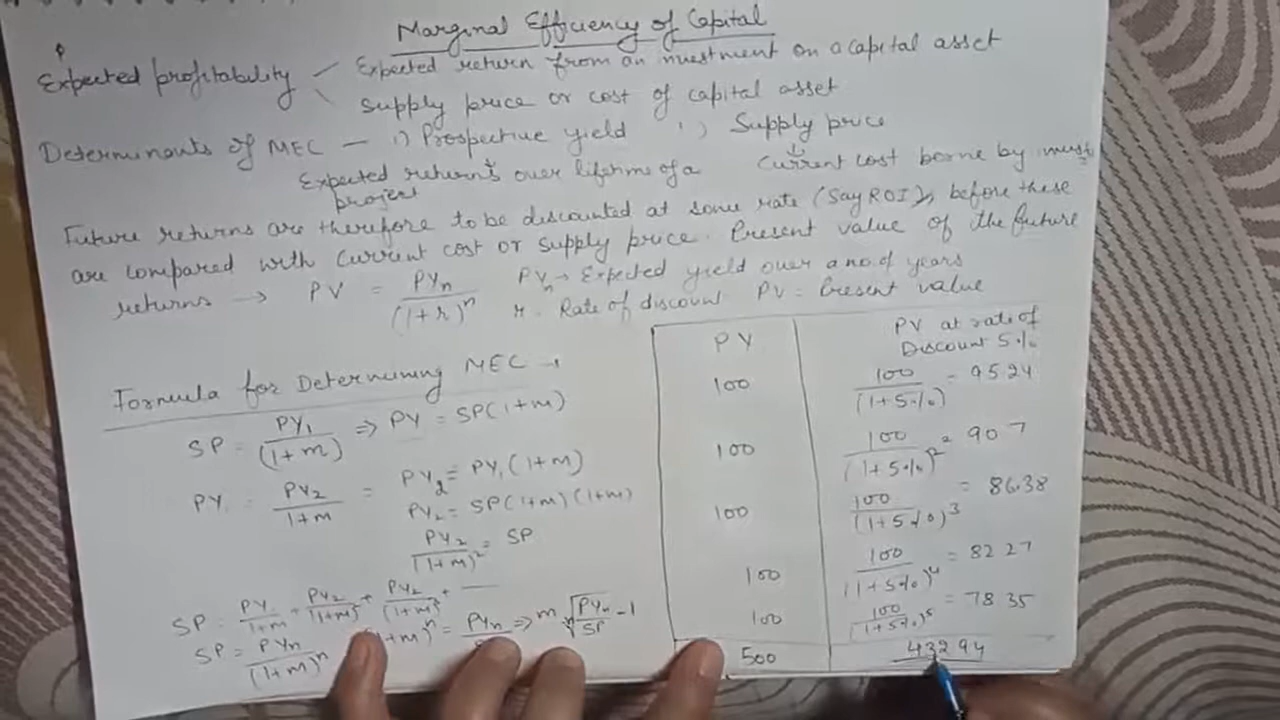 Marginal Efficiency of Capital
Expected profitability
Expected return from an investment on a capital asset
Supply price or cost of capital asset
Determinants of MEC — 1) Prospective yield 1) Supply price
Expected returns over lifetime of a project
Current cost borne by
Future returns are therefore to be discounted at some rate (Say ROI), before these
are compared with current cost or supply price. Present value of the future
returns → PV = PYn / (1+r)^n PYn → Expected yield over a no. of years
r. Rate of discount PV = Present value
Formula for Determining MEC
SP = PY1 / (1+m) ⇒ PY = SP(1+m)
PY = PY2 / 1+m = PY2 = PY1(1+m)
PY2 = SP(1+m)(1+m)
PY2 / (1+m)² = SP
SP = PY1 / 1+m + PY2 / (1+m)² + PY2 / (1+m)³ + —
SP = PYn / (1+m)^n +m)^n = PYn ⇒ m n√PYn / SP - 1
PY PV at rate of Discount 5%
100 100 / (1+5%) = 95.24
100 100 / (1+5%)² = 90 7
100 100 / (1+5%)³ = 86.38
100 100 / (1+5%)⁴ = 82 27
100 100 / (1+5%)⁵ = 78 35
500 432 94